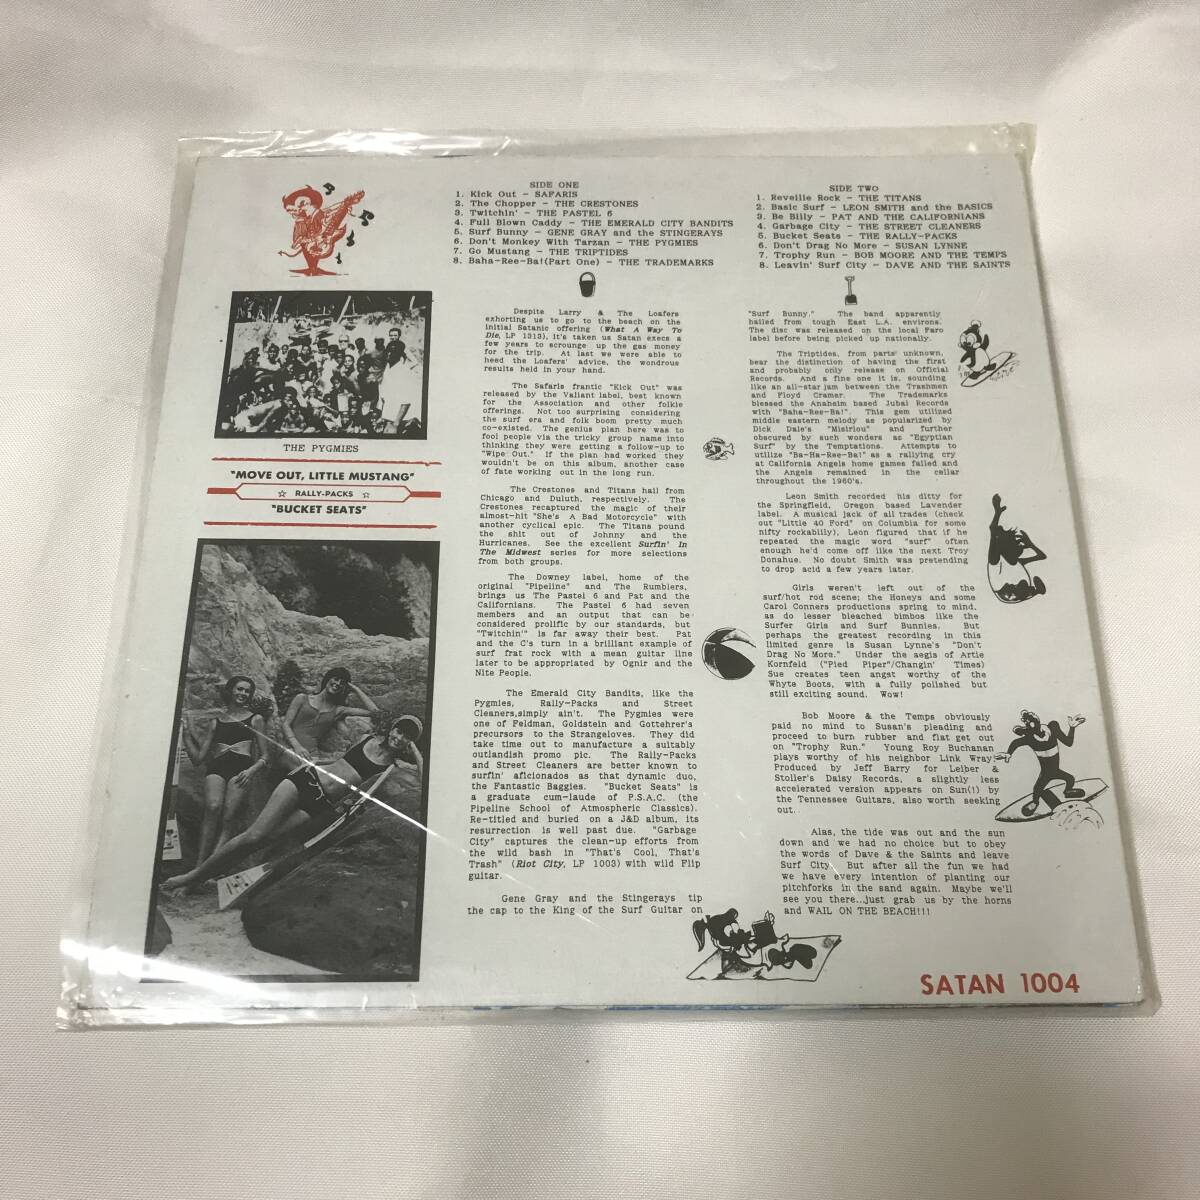 SIDE ONE
1. Kick Out - SAFARIS
2. The Chopper - THE CRESTONES
3. Twitchin' - THE PASTEL 6
4. Full Blown Caddy - THE EMERALD CITY BANDITS
5. Surf Bunny - GENE GRAY and the STINGERAYS
6. Don't Monkey With Tarzan - THE PYGMIES
7. Go Mustang - THE TRIPTIDES
8. Baha-Ree-Ba!(Part One) - THE TRADEMARKS
SIDE TWO
1. Reveille Rock - THE TITANS
2. Basic Surf - LEON SMITH and the BASICS
3. Be Billy - PAT AND THE CALIFORNIANS
4. Garbage City - THE STREET CLEANERS
5. Bucket Seats - THE RALLY-PACKS
6. Don't Drag No More - SUSAN LYNNE
7. Trophy Run - BOB MOORE AND THE TEMPS
8. Leavin' Surf City - DAVE AND THE SAINTS
THE PYGMIES
"MOVE OUT, LITTLE MUSTANG"
☆ RALLY-PACKS ☆
"BUCKET SEATS"
Despite Larry & The Loafers
exhorting us to go to the beach on the
initial Satanic offering (What A Way To
Die, LP 1313), it's taken us Satan execs a
few years to scrounge up the gas money
for the trip. At last we were able to
heed the Loafers' advice, the wondrous
results held in your hand.
The Safaris frantic "Kick Out" was
released by the Valiant label, best known
for the Association and other folkie
offerings. Not too surprising considering
the surf era and folk boom pretty much
co-existed. The genius plan here was to
fool people via the tricky group name into
thinking they were getting a follow-up to
"Wipe Out." If the plan had worked they
wouldn't be on this album, another case
of fate working out in the long run.
The Crestones and Titans hail from
Chicago and Duluth, respectively. The
Crestones recaptured the magic of their
almost-hit "She's A Bad Motorcycle" with
another cyclical epic. The Titans pound
the shit out of Johnny and the
Hurricanes. See the excellent Surfin' In
The Midwest series for more selections
from both groups.
The Downey label, home of the
original "Pipeline" and The Rumblers,
brings us The Pastel 6 and Pat and the
Californians. The Pastel 6 had seven
members and an output that can be
considered prolific by our standards, but
"Twitchin'" is far away their best. Pat
and the C's turn in a brilliant example of
surf frat rock with a mean guitar line
later to be appropriated by Ognir and the
Nite People.
The Emerald City Bandits, like the
Pygmies, Rally-Packs and Street
Cleaners,simply ain't. The Pygmies were
one of Feldman, Goldstein and Gottehrer's
precursors to the Strangeloves. They did
take time out to manufacture a suitably
outlandish promo pic. The Rally-Packs
and Street Cleaners are better known to
surfin' aficionados as that dynamic duo,
the Fantastic Baggies. "Bucket Seats" is
a graduate cum-laude of P.S.A.C. (the
Pipeline School of Atmospheric Classics).
Re-titled and buried on a J&D album, its
resurrection is well past due. "Garbage
City" captures the clean-up efforts from
the wild bash in "That's Cool, That's
Trash" (Riot City, LP 1003) with wild Flip
guitar.
Gene Gray and the Stingerays tip
the cap to the King of the Surf Guitar on
"Surf Bunny." The band apparently
hailed from tough East L.A. environs.
The disc was released on the local Faro
label before being picked up nationally.
The Triptides, from parts unknown,
bear the distinction of having the first
and probably only release on Official
Records. And a fine one it is, sounding
like an all-star jam between the Trashmen
and Floyd Cramer. The Trademarks
blessed the Anaheim based Jubal Records
with "Baha-Ree-Ba!". This gem utilized
middle eastern melody as popularized by
Dick Dale's "Misirlou" and further
obscured by such wonders as "Egyptian
Surf" by the Temptations. Attempts to
utilize "Ba-Ha-Ree-Ba!" as a rallying cry
at California Angels home games failed and
the Angels remained in the cellar
throughout the 1960's.
Leon Smith recorded his ditty for
the Springfield, Oregon based Lavender
label. A musical jack of all trades (check
out "Little 40 Ford" on Columbia for some
nifty rockabilly), Leon figured that if he
repeated the magic word "surf" often
enough he'd come off like the next Troy
Donahue. No doubt Smith was pretending
to drop acid a few years later.
Girls weren't left out of the
surf/hot rod scene; the Honeys and some
Carol Conners productions spring to mind,
as do lesser bleached bimbos like the
Surfer Girls and Surf Bunnies. But
perhaps the greatest recording in this
limited genre is Susan Lynne's "Don't
Drag No More." Under the aegis of Artie
Kornfeld ("Pied Piper"/Changin' Times)
Sue creates teen angst worthy of the
Whyte Boots, with a fully polished but
still exciting sound. Wow!
Bob Moore & the Temps obviously
paid no mind to Susan's pleading and
proceed to burn rubber and flat get out
on "Trophy Run." Young Roy Buchanan
plays worthy of his neighbor Link Wray.
Produced by Jeff Barry for Leiber &
Stoller's Daisy Records, a slightly less
accelerated version appears on Sun(!) by
the Tennessee Guitars, also worth seeking
out.
Alas, the tide was out and the sun
down and we had no choice but to obey
the words of Dave & the Saints and leave
Surf City. But after all the fun we had
we have every intention of planting our
pitchforks in the sand again. Maybe we'll
see you there...just grab us by the horns
and WAIL ON THE BEACH!!!
SATAN 1004